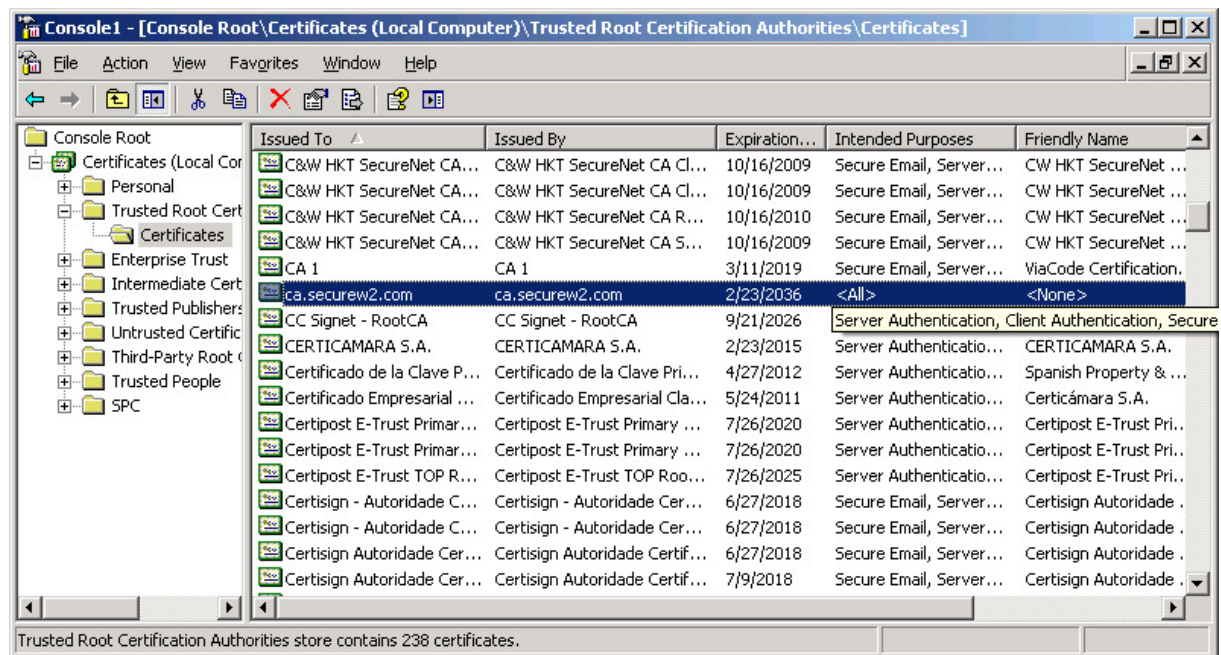 Console1 - [Console Root\Certificates (Local Computer)\Trusted Root Certification Authorities\Certificates]
File Action View Favorites Window Help
Console Root
Certificates (Local Cor
Personal
Trusted Root Cert
Certificates
Enterprise Trust
Intermediate Cert
Trusted Publishers
Untrusted Certific
Third-Party Root
Trusted People
SPC
Issued To Issued By Expiration... Intended Purposes Friendly Name
C&W HKT SecureNet CA... C&W HKT SecureNet CA Cl... 10/16/2009 Secure Email, Server... CW HKT SecureNet ...
C&W HKT SecureNet CA... C&W HKT SecureNet CA Cl... 10/16/2009 Secure Email, Server... CW HKT SecureNet ...
C&W HKT SecureNet CA... C&W HKT SecureNet CA R... 10/16/2010 Secure Email, Server... CW HKT SecureNet ...
C&W HKT SecureNet CA... C&W HKT SecureNet CA S... 10/16/2009 Secure Email, Server... CW HKT SecureNet ...
CA 1 CA 1 3/11/2019 Secure Email, Server... ViaCode Certification.
ca.securew2.com ca.securew2.com 2/23/2036 <All> <None>
CC Signet - RootCA CC Signet - RootCA 9/21/2026 Server Authentication, Client Authentication, Secure
CERTICAMARA S.A. CERTICAMARA S.A. 2/23/2015 Server Authenticatio... CERTICAMARA S.A.
Certificado de la Clave P... Certificado de la Clave Pri... 4/27/2012 Server Authenticatio... Spanish Property & ...
Certificado Empresarial ... Certificado Empresarial Cla... 5/24/2011 Server Authenticatio... Certicámara S.A.
Certipost E-Trust Primar... Certipost E-Trust Primary ... 7/26/2020 Server Authenticatio... Certipost E-Trust Pri..
Certipost E-Trust Primar... Certipost E-Trust Primary ... 7/26/2020 Server Authenticatio... Certipost E-Trust Pri..
Certipost E-Trust TOP R... Certipost E-Trust TOP Roo... 7/26/2025 Server Authenticatio... Certipost E-Trust Pri..
Certisign - Autoridade C... Certisign - Autoridade Cer... 6/27/2018 Secure Email, Server... Certisign Autoridade .
Certisign - Autoridade C... Certisign - Autoridade Cer... 6/27/2018 Secure Email, Server... Certisign Autoridade .
Certisign Autoridade Cer... Certisign Autoridade Certif... 6/27/2018 Secure Email, Server... Certisign Autoridade .
Certisign Autoridade Cer... Certisign Autoridade Certif... 7/9/2018 Secure Email, Server... Certisign Autoridade .
Trusted Root Certification Authorities store contains 238 certificates.